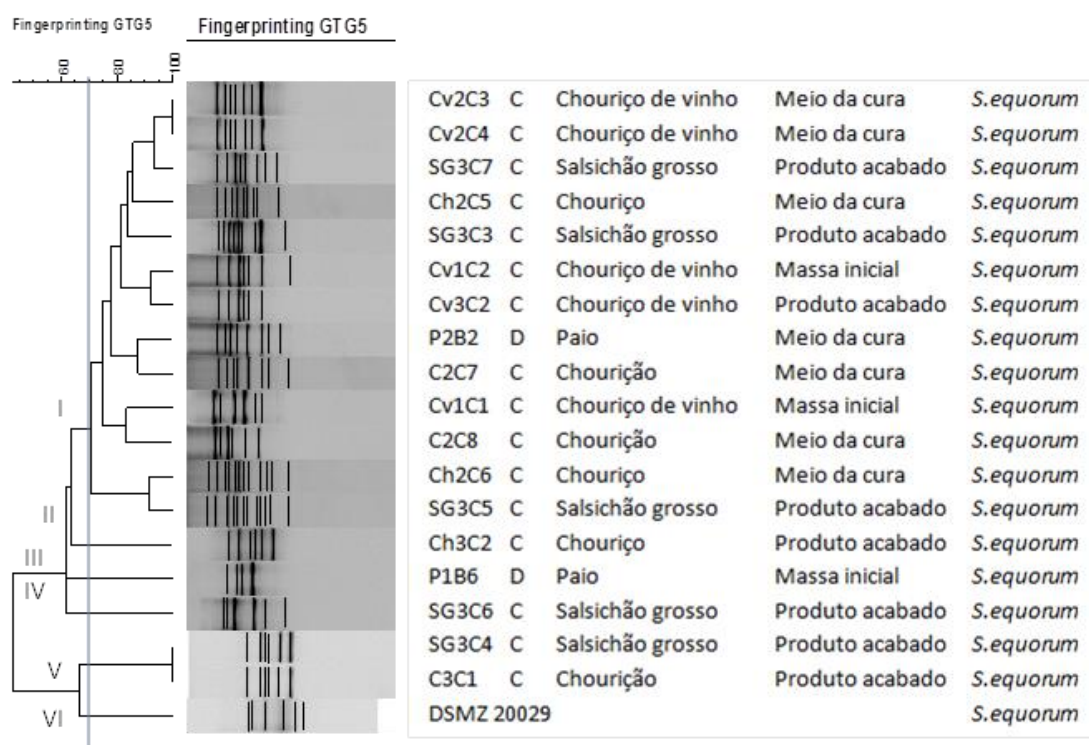 Fingerprinting GTG5 Fingerprinting GTG5
60 80 100
Cv2C3 C Chouriço de vinho Meio da cura S.equorum
Cv2C4 C Chouriço de vinho Meio da cura S.equorum
SG3C7 C Salsichão grosso Produto acabado S.equorum
Ch2C5 C Chouriço Meio da cura S.equorum
SG3C3 C Salsichão grosso Produto acabado S.equorum
Cv1C2 C Chouriço de vinho Massa inicial S.equorum
Cv3C2 C Chouriço de vinho Produto acabado S.equorum
P2B2 D Paio Meio da cura S.equorum
C2C7 C Chourição Meio da cura S.equorum
I Cv1C1 C Chouriço de vinho Massa inicial S.equorum
C2C8 C Chourição Meio da cura S.equorum
Ch2C6 C Chouriço Meio da cura S.equorum
II SG3C5 C Salsichão grosso Produto acabado S.equorum
III Ch3C2 C Chouriço Produto acabado S.equorum
IV P1B6 D Paio Massa inicial S.equorum
SG3C6 C Salsichão grosso Produto acabado S.equorum
SG3C4 C Salsichão grosso Produto acabado S.equorum
V C3C1 C Chourição Produto acabado S.equorum
VI DSMZ 20029 S.equorum